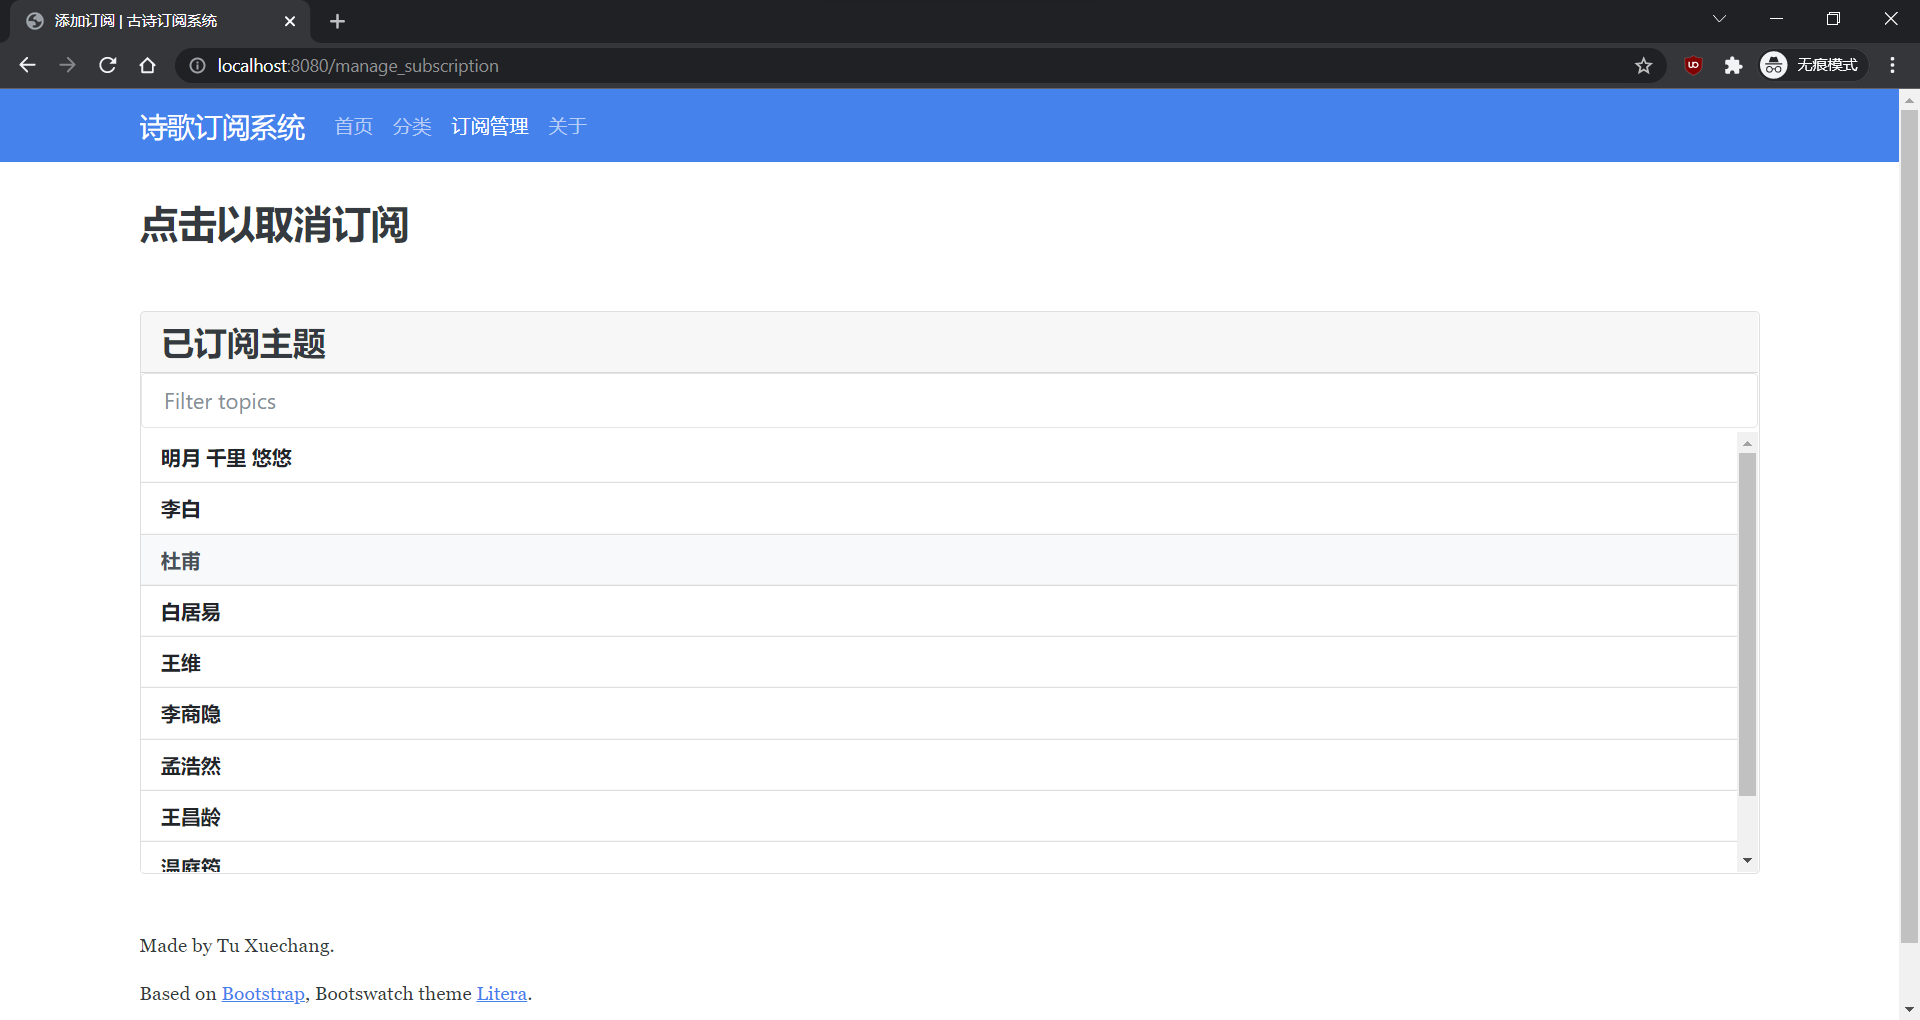 添加订阅 | 古诗订阅系统
localhost:8080/manage_subscription
无痕模式
诗歌订阅系统 首页 分类 订阅管理 关于
点击以取消订阅
已订阅主题
Filter topics
明月 千里 悠悠
李白
杜甫
白居易
王维
李商隐
孟浩然
王昌龄
温庭筠
Made by Tu Xuechang.
Based on Bootstrap, Bootswatch theme Litera.